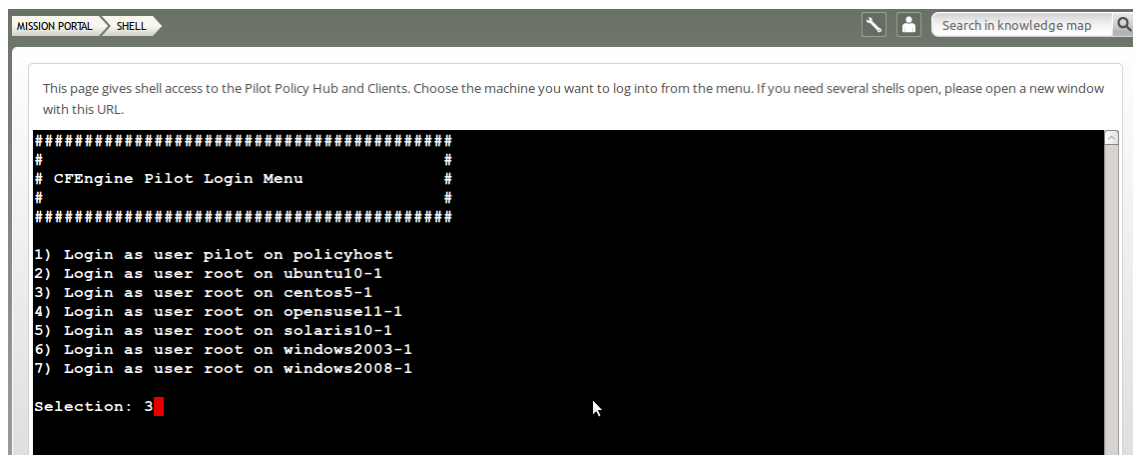 MISSION PORTAL SHELL Search in knowledge map
This page gives shell access to the Pilot Policy Hub and Clients. Choose the machine you want to log into from the menu. If you need several shells open, please open a new window
with this URL.
##########################################
# #
# CFEngine Pilot Login Menu #
# #
##########################################
1) Login as user pilot on policyhost
2) Login as user root on ubuntu10-1
3) Login as user root on centos5-1
4) Login as user root on opensuse11-1
5) Login as user root on solaris10-1
6) Login as user root on windows2003-1
7) Login as user root on windows2008-1
Selection: 3